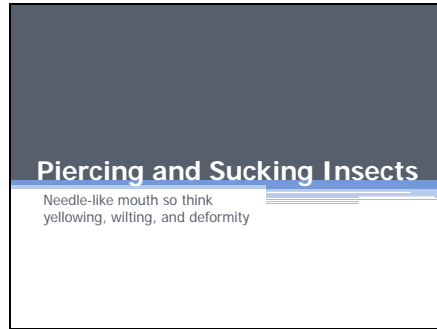 Piercing and Sucking Insects
Needle-like mouth so think
yellowing, wilting, and deformity